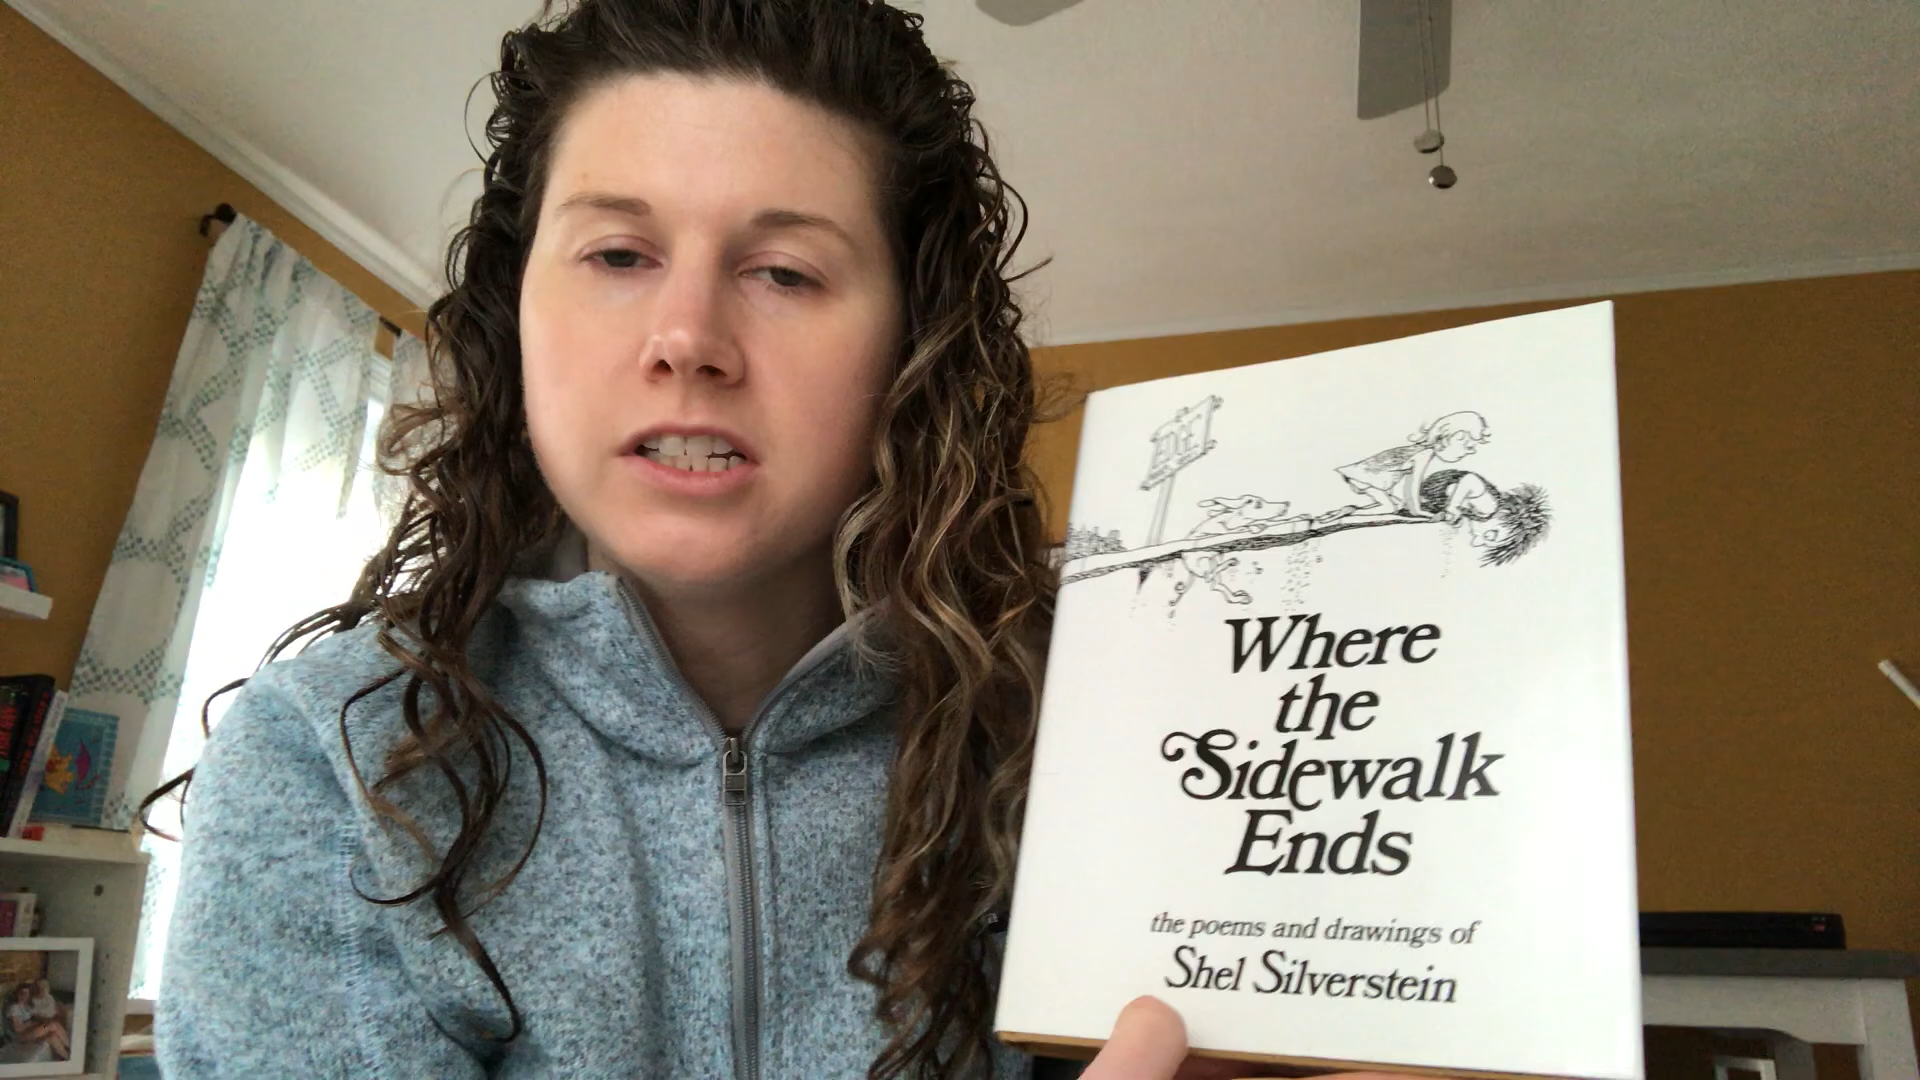 Where
the
Sidewalk
Ends
the poems and drawings of
Shel Silverstein